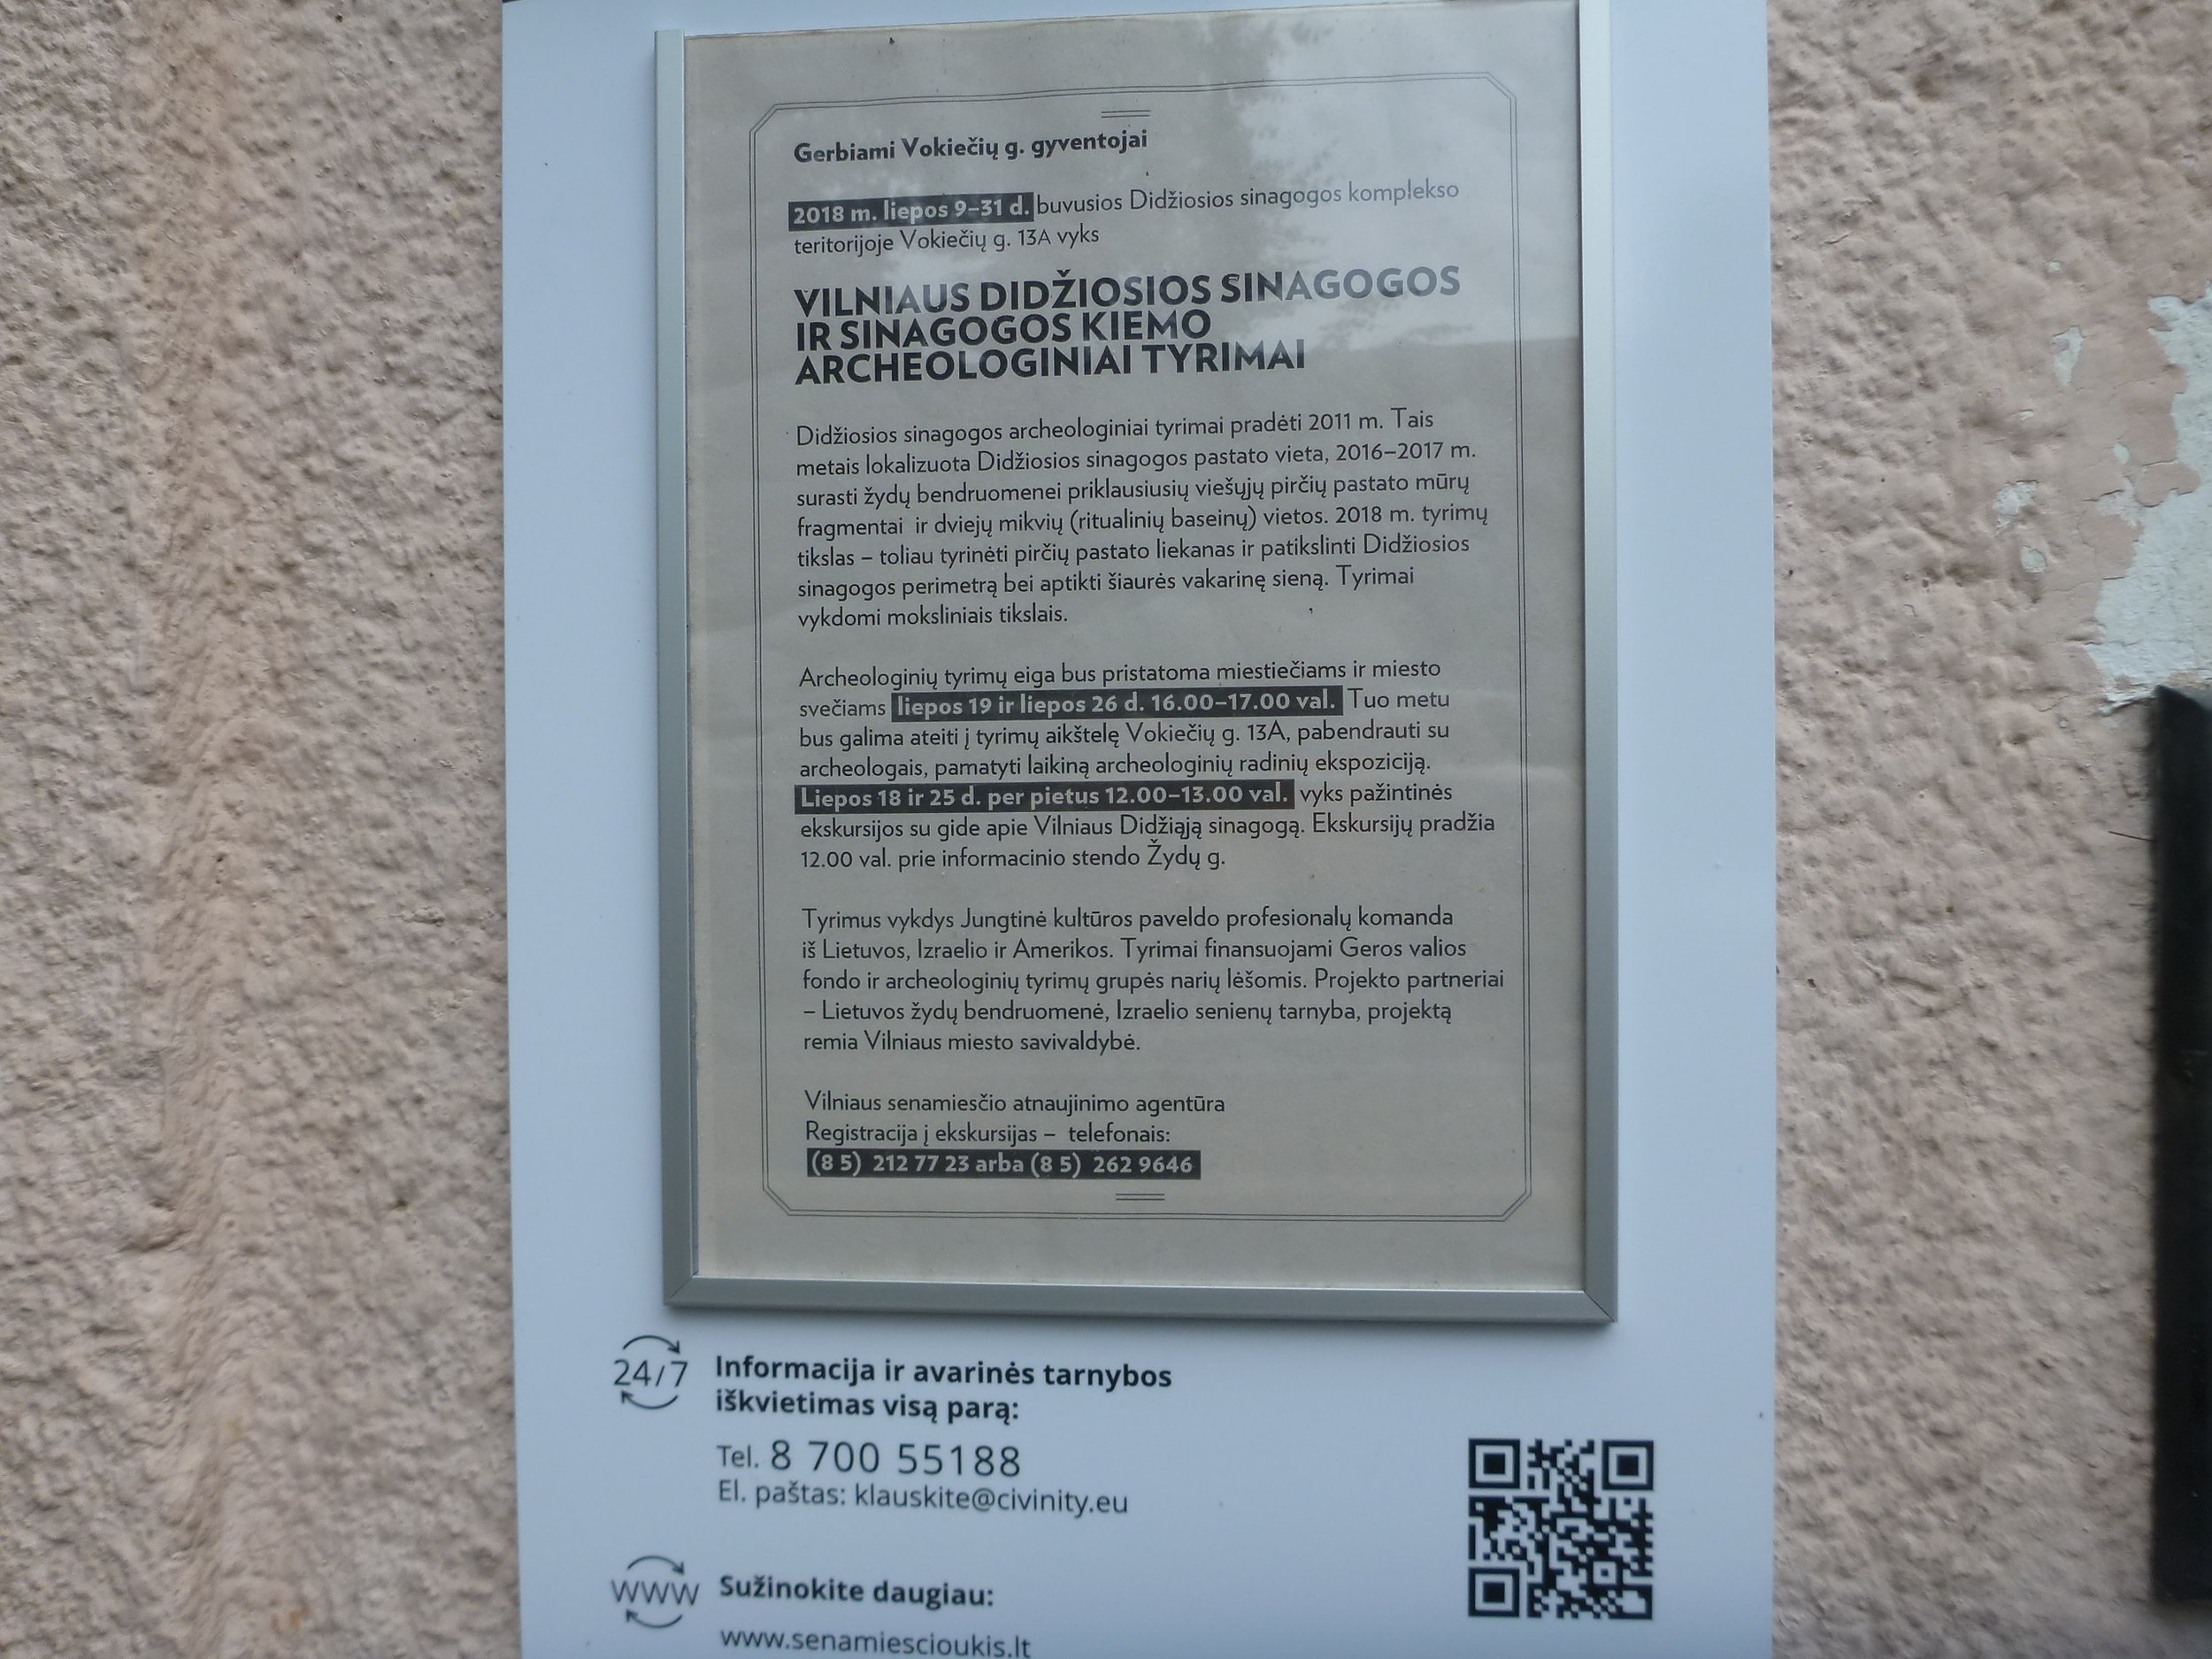 Gerbiami Vokiečių g. gyventojai
2018 m. liepos 9–31 d. buvusios Didžiosios sinagogos komplekso
teritorijoje Vokiečių g. 13A vyks
VILNIAUS DIDŽIOSIOS SINAGOGOS
IR SINAGOGOS KIEMO
ARCHEOLOGINIAI TYRIMAI
Didžiosios sinagogos archeologiniai tyrimai pradėti 2011 m. Tais
metais lokalizuota Didžiosios sinagogos pastato vieta, 2016–2017 m.
surasti žydų bendruomenei priklausiusių viešųjų pirčių pastato mūrų
fragmentai ir dviejų mikvių (ritualinių baseinų) vietos. 2018 m. tyrimų
tikslas – toliau tyrinėti pirčių pastato liekanas ir patikslinti Didžiosios
sinagogos perimetrą bei aptikti šiaurės vakarinę sieną. Tyrimai
vykdomi moksliniais tikslais.
Archeologinių tyrimų eiga bus pristatoma miestiečiams ir miesto
svečiams liepos 19 ir liepos 26 d. 16.00–17.00 val. Tuo metu
bus galima ateiti į tyrimų aikštelę Vokiečių g. 13A, pabendrauti su
archeologais, pamatyti laikiną archeologinių radinių ekspoziciją.
Liepos 18 ir 25 d. per pietus 12.00–13.00 val. vyks pažintinės
ekskursijos su gide apie Vilniaus Didžiąją sinagogą. Ekskursijų pradžia
12.00 val. prie informacinio stendo Žydų g.
Tyrimus vykdys Jungtinė kultūros paveldo profesionalų komanda
iš Lietuvos, Izraelio ir Amerikos. Tyrimai finansuojami Geros valios
fondo ir archeologinių tyrimų grupės narių lėšomis. Projekto partneriai
– Lietuvos žydų bendruomenė, Izraelio senienų tarnyba, projektą
remia Vilniaus miesto savivaldybė.
Vilniaus senamiesčio atnaujinimo agentūra
Registracija į ekskursijas – telefonais:
(8 5) 212 77 23 arba (8 5) 262 9646
24/7
Informacija ir avarinės tarnybos
iškvietimas visą parą:
Tel. 8 700 55188
El. paštas: klauskite@civinity.eu
WWW
Sužinokite daugiau:
www.senamiescioukis.lt